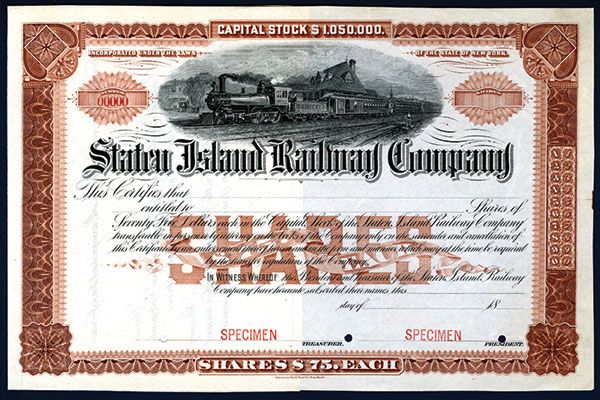 CAPITAL STOCK $1,050,000.
INCORPORATED UNDER THE LAWS OF THE STATE OF NEW YORK.
00000
Staten Island Railway Company
This Certifies that
entitled to Shares of
Seventy Five Dollars each in the Capital Stock of the Staten Island Railway Company
transferable in person or by attorney on the books of the Company only on the surrender and cancellation of
this Certificate by an endorsement thereof hereon and in the form and manner which may at the time be required
by the transfer regulations of the Company.
IN WITNESS WHEREOF the President and Treasurer of the Staten Island Railway
Company have hereunto subscribed their names this
day of 18
SPECIMEN SPECIMEN
TREASURER. PRESIDENT.
SHARES $75. EACH